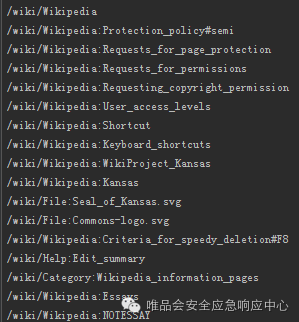 /wiki/Wikipedia
/wiki/Wikipedia:Protection_policy#semi
/wiki/Wikipedia:Requests_for_page_protection
/wiki/Wikipedia:Requests_for_permissions
/wiki/Wikipedia:Requesting_copyright_permission
/wiki/Wikipedia:User_access_levels
/wiki/Wikipedia:Shortcut
/wiki/Wikipedia:Keyboard_shortcuts
/wiki/Wikipedia:WikiProject_Kansas
/wiki/Wikipedia:Kansas
/wiki/File:Seal_of_Kansas.svg
/wiki/File:Commons-logo.svg
/wiki/Wikipedia:Criteria_for_speedy_deletion#F8
/wiki/Help:Edit_summary
/wiki/Category:Wikipedia_information_pages
/wiki/Wikipedia:Essays
唯品会安全应急响应中心
/wiki/Wikipedia:NOTESSAY